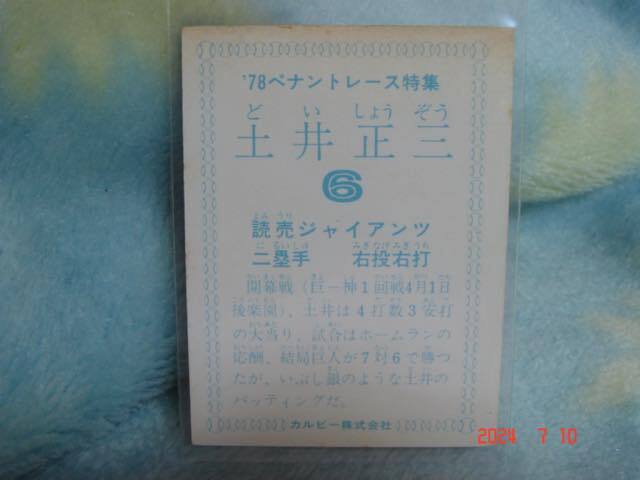 '78ペナントレース特集
ど い しょう ぞう
土井正三
6
よみ うり
読売ジャイアンツ
に るいしゅ みぎなげみぎうち
二塁手 右投右打
開幕戦(巨−神1回戦4月1日
後楽園)、土井は4打数3安打
の大当り、試合はホームランの
応酬、結局巨人が7対6で勝つ
たが、いぶし銀のような土井の
バッティングだ。
カルビー株式会社
2024 7 10